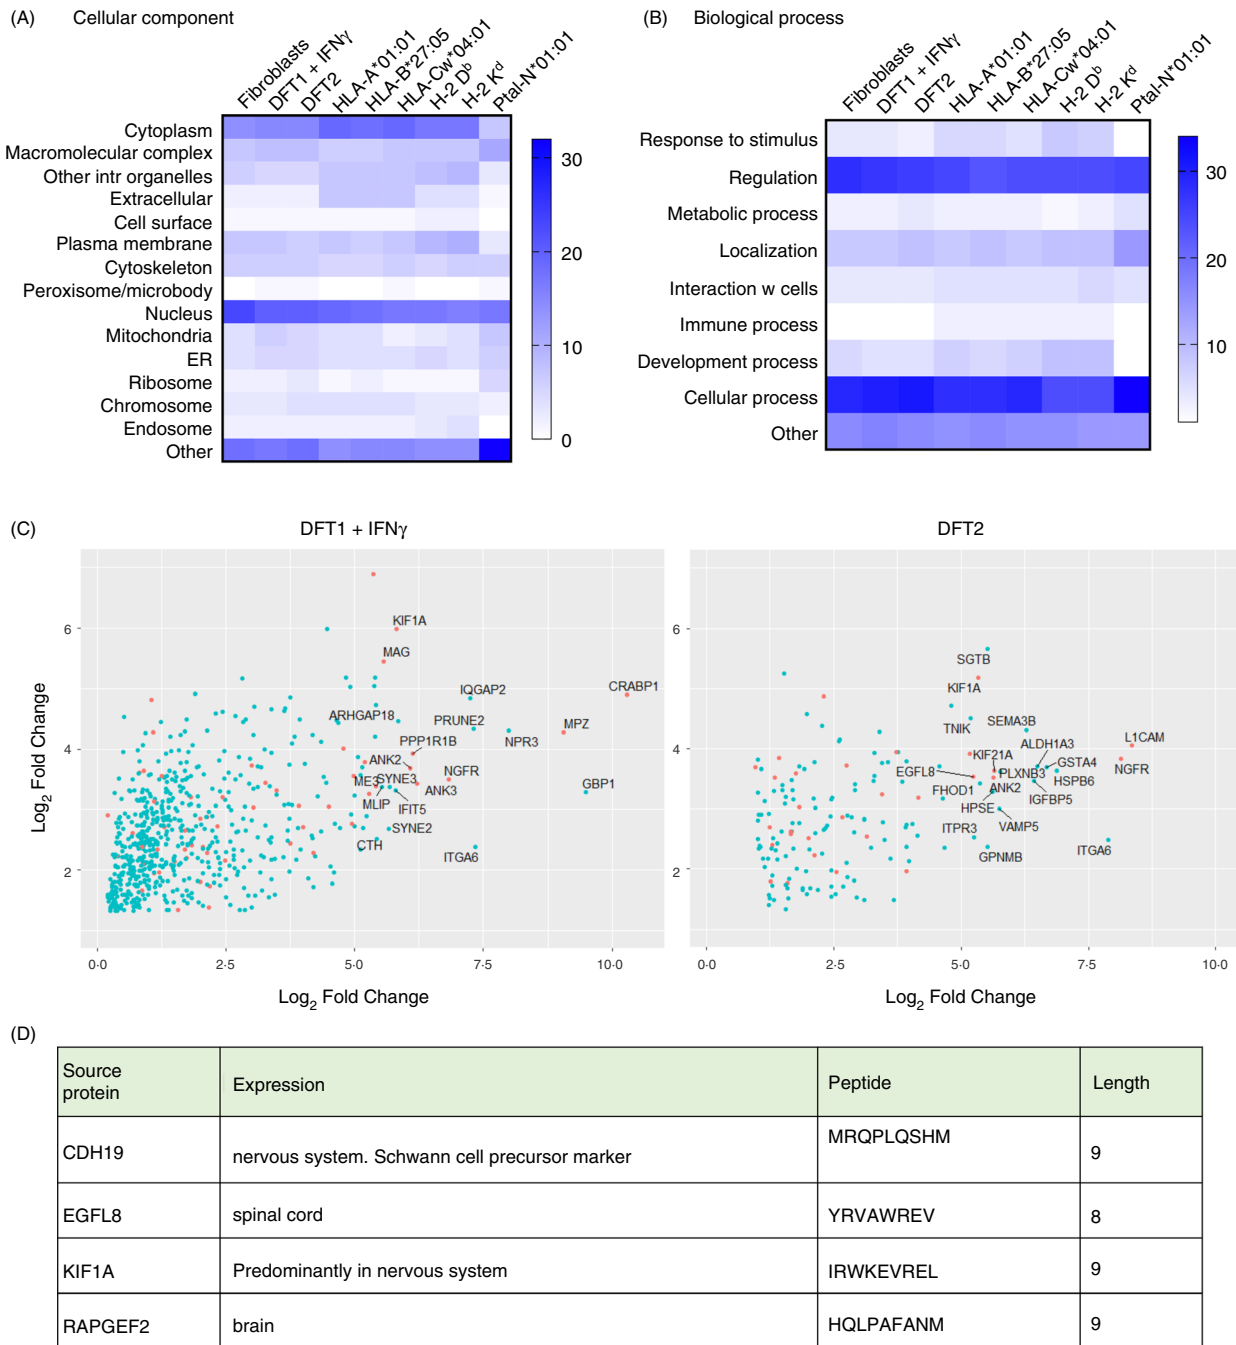 (A) Cellular component
Fibroblasts
DFT1 + IFNγ
DFT2
HLA-A*01:01
HLA-B*27:05
HLA-Cw*04:01
H-2 Dᵇ
H-2 Kᵈ
Ptal-N*01:01
Cytoplasm
Macromolecular complex
Other intr organelles
Extracellular
Cell surface
Plasma membrane
Cytoskeleton
Peroxisome/microbody
Nucleus
Mitochondria
ER
Ribosome
Chromosome
Endosome
Other
30
20
10
0
(B) Biological process
Fibroblasts
DFT1 + IFNγ
DFT2
HLA-A*01:01
HLA-B*27:05
HLA-Cw*04:01
H-2 Dᵇ
H-2 Kᵈ
Ptal-N*01:01
Response to stimulus
Regulation
Metabolic process
Localization
Interaction w cells
Immune process
Development process
Cellular process
Other
30
20
10
(C)
DFT1 + IFNγ
Log₂ Fold Change
6
4
2
KIF1A
MAG
CRABP1
IQGAP2
ARHGAP18
PRUNE2
MPZ
PPP1R1B
NPR3
ANK2
NGFR
ME3
SYNE3
ANK3
GBP1
MLIP
IFIT5
SYNE2
CTH
ITGA6
0·0
2·5
5·0
7·5
10·0
Log₂ Fold Change
DFT2
6
4
2
SGTB
KIF1A
SEMA3B
TNIK
L1CAM
ALDH1A3
KIF21A
GSTA4
EGFL8
PLXNB3
NGFR
FHOD1
ANK2
HSPB6
HPSE
IGFBP5
ITPR3
VAMP5
GPNMB
ITGA6
0·0
2·5
5·0
7·5
10·0
Log₂ Fold Change
(D)
Source protein Expression Peptide Length
CDH19 nervous system. Schwann cell precursor marker MRQPLQSHM 9
EGFL8 spinal cord YRVAWREV 8
KIF1A Predominantly in nervous system IRWKEVREL 9
RAPGEF2 brain HQLPAFANM 9